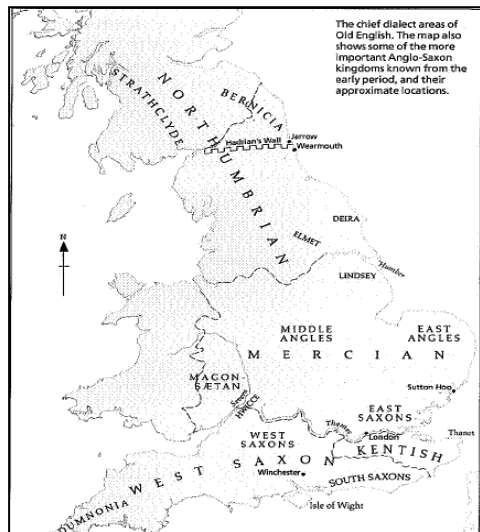 The chief dialect areas of
Old English. The map also
shows some of the more
important Anglo-Saxon
kingdoms known from the
early period, and their
approximate locations.
STRATHCLYDE
NORTHUMBRIAN
BERNICIA
Hadrian's Wall
Jarrow
Wearmouth
N
DEIRA
ELMET
Humber
LINDSEY
MIDDLE
ANGLES
EAST
ANGLES
MERCIAN
MAGON-
SÆTAN
Severn
HWICCE
Sutton Hoo
EAST
SAXONS
Thames
London
Thanet
WEST
SAXONS
KENTISH
WEST SAXON
Winchester
SOUTH SAXONS
Isle of Wight
DUMNONIA